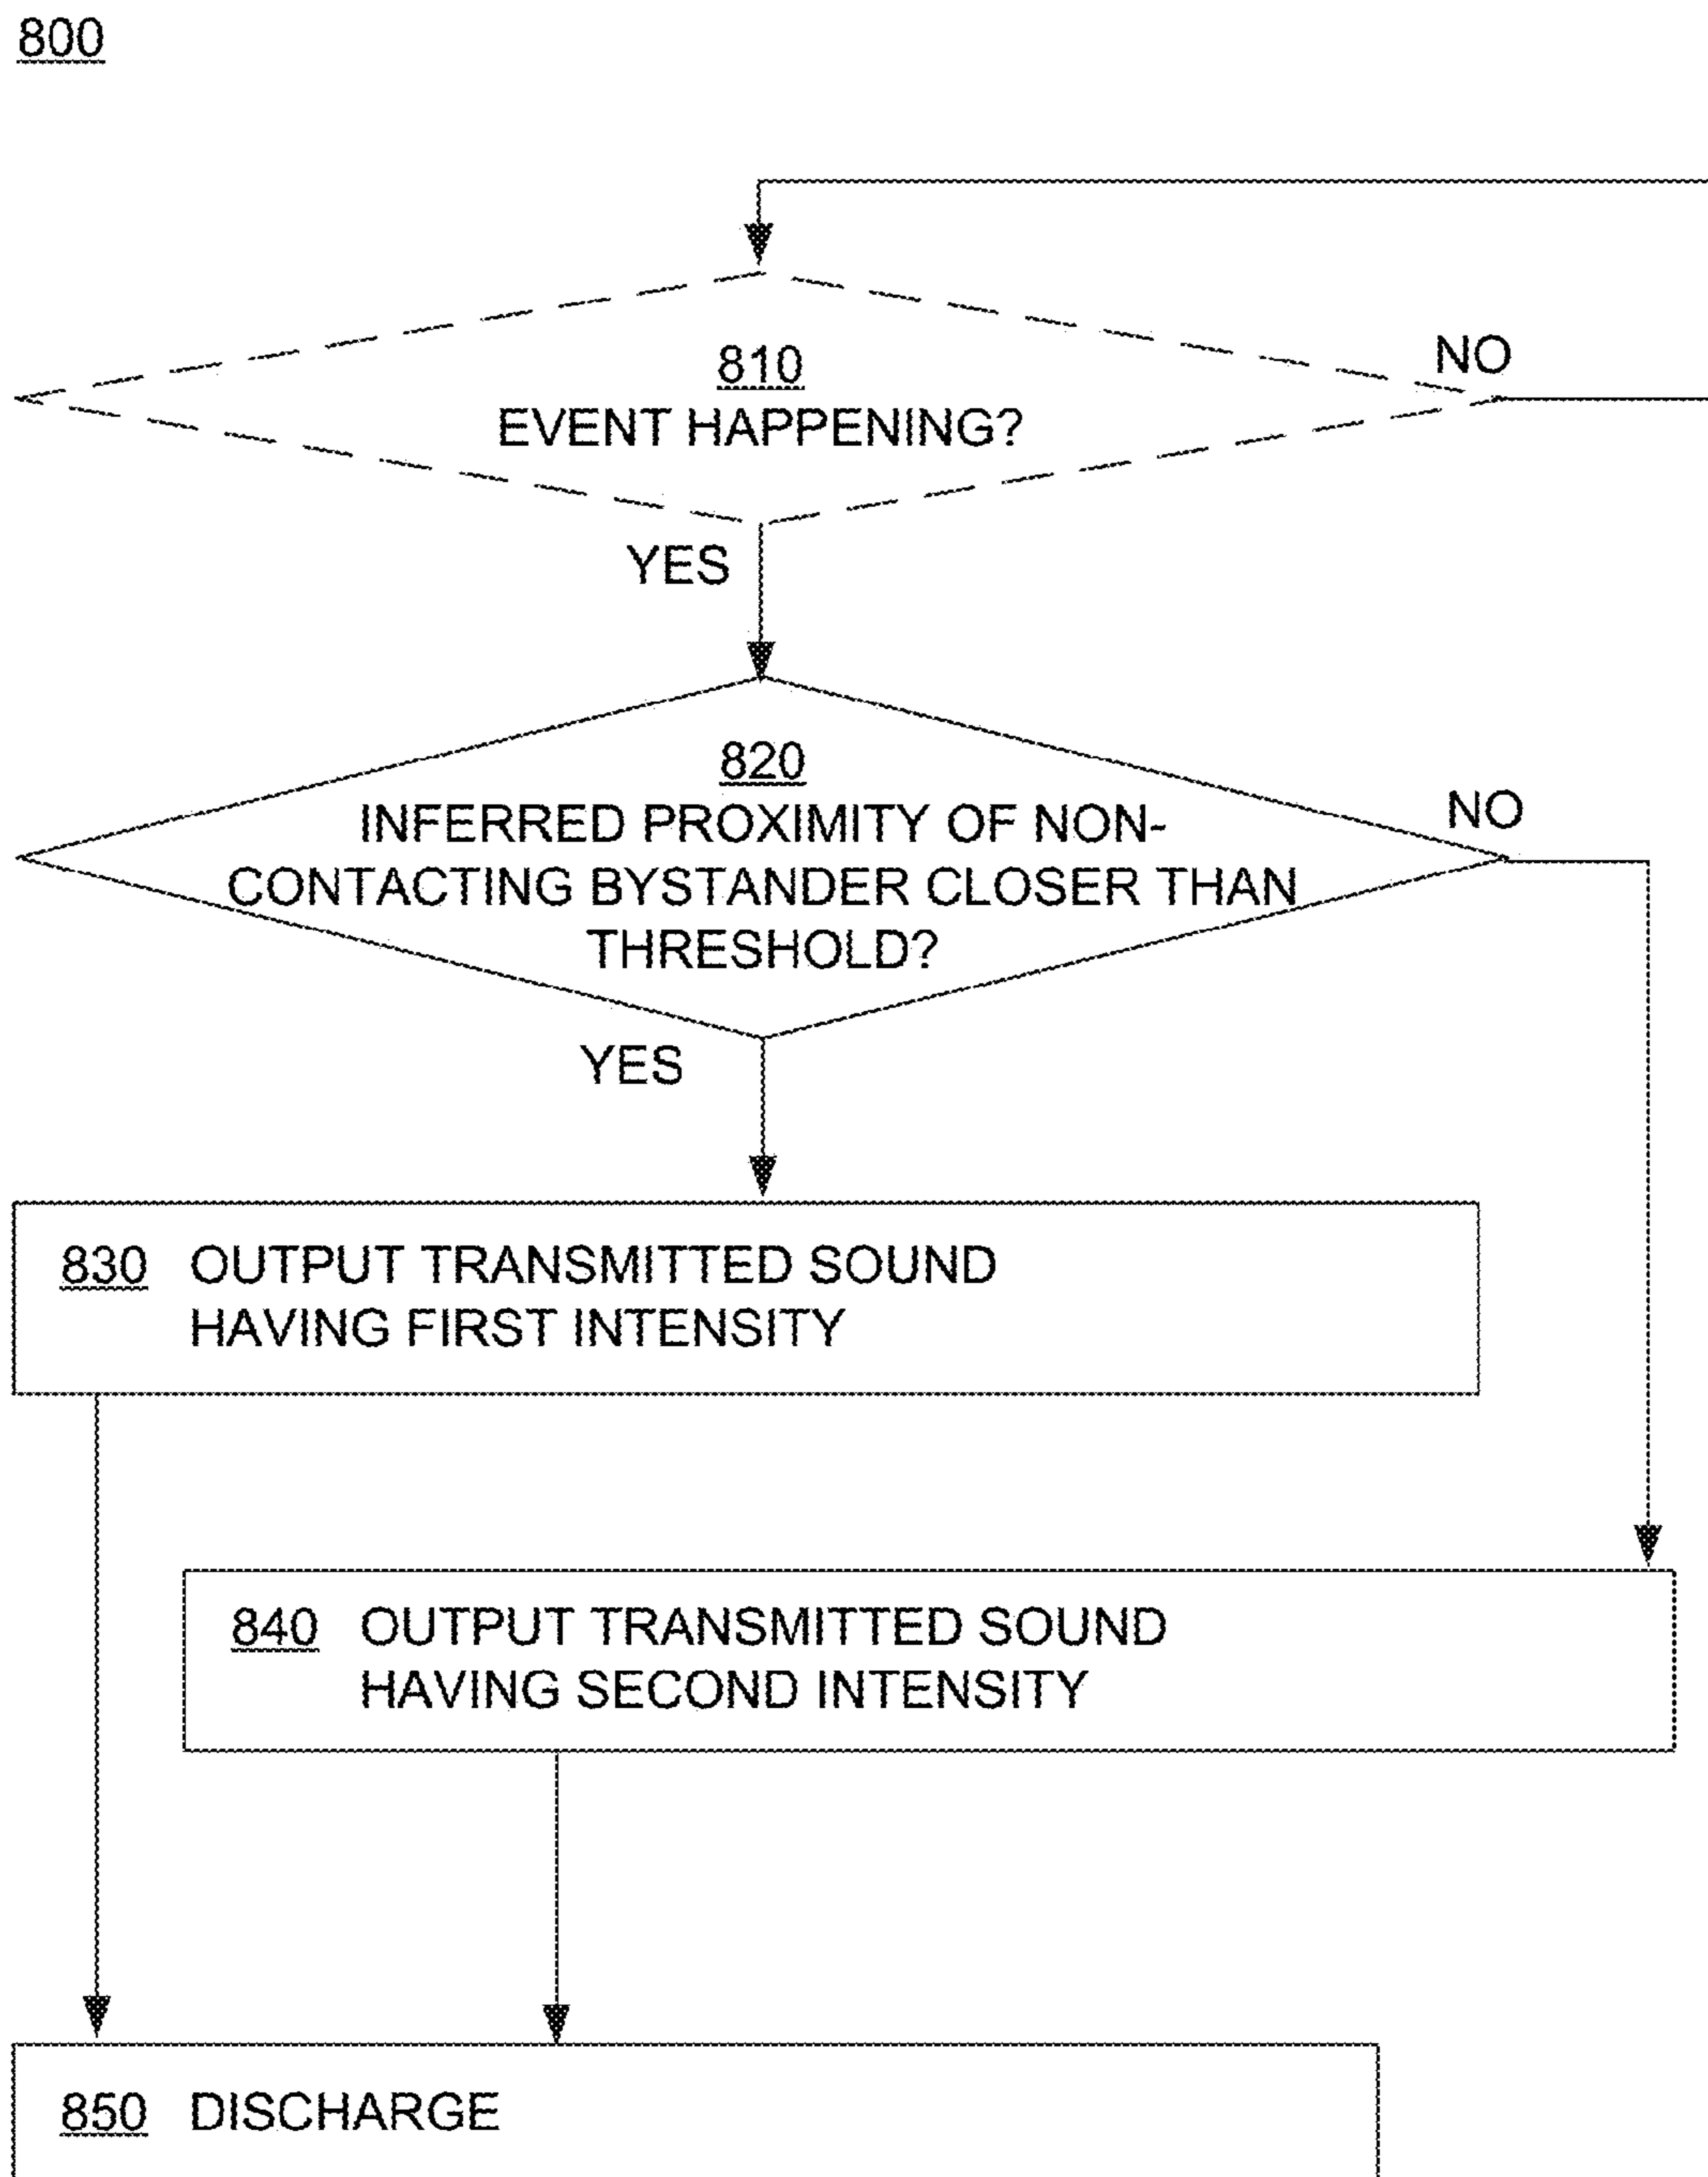 800
810
EVENT HAPPENING?
NO
YES
820
INFERRED PROXIMITY OF NON-
CONTACTING BYSTANDER CLOSER THAN
THRESHOLD?
NO
YES
830 OUTPUT TRANSMITTED SOUND
HAVING FIRST INTENSITY
840 OUTPUT TRANSMITTED SOUND
HAVING SECOND INTENSITY
850 DISCHARGE